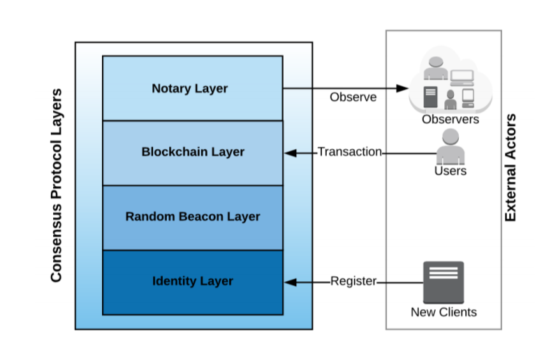 Consensus Protocol Layers
Notary Layer
Blockchain Layer
Random Beacon Layer
Identity Layer
Observe
Transaction
Register
Observers
Users
New Clients
External Actors